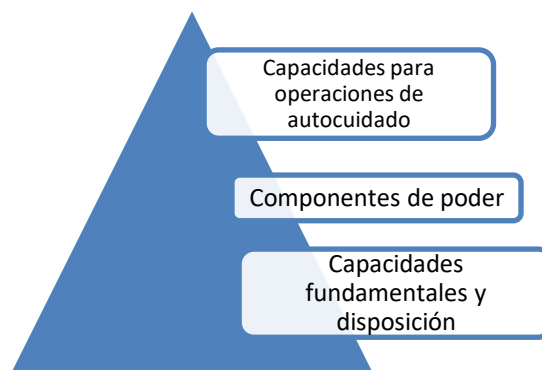 Capacidades para
operaciones de
autocuidado
Componentes de poder
Capacidades
fundamentales y
disposición